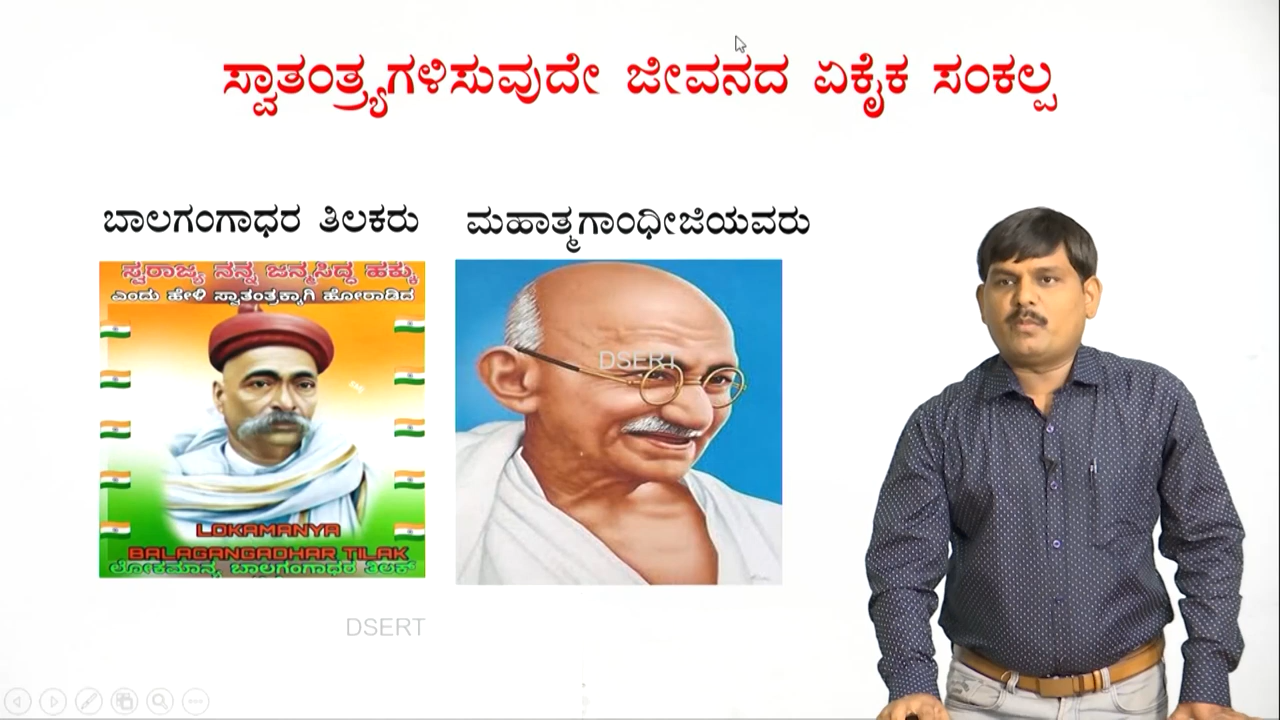 ಸ್ವಾತಂತ್ರ್ಯಗಳಿಸುವುದೇ ಜೀವನದ ಏಕೈಕ ಸಂಕಲ್ಪ
ಬಾಲಗಂಗಾಧರ ತಿಲಕರು
ಮಹಾತ್ಮಗಾಂಧೀಜಿಯವರು
ಸ್ವರಾಜ್ಯ ನನ್ನ ಜನ್ಮಸಿದ್ಧ ಹಕ್ಕು
ಎಂದು ಹೇಳಿ ಸ್ವಾತಂತ್ರಕ್ಕಾಗಿ ಹೋರಾಡಿದ
LOKAMANYA
BALAGANGADHAR TILAK
ಲೋಕಮಾನ್ಯ ಬಾಲಗಂಗಾಧರ ತಿಲಕ್
DSERT
DSERT